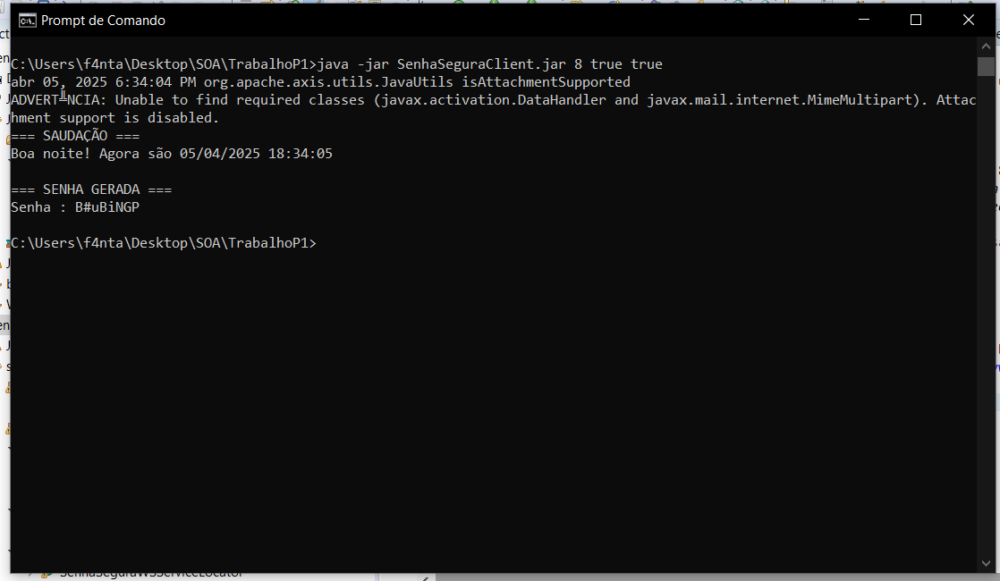 Prompt de Comando
C:\Users\f4nta\Desktop\SOA\TrabalhoP1>java -jar SenhaSeguraClient.jar 8 true true
abr 05, 2025 6:34:04 PM org.apache.axis.utils.JavaUtils isAttachmentSupported
ADVERT╩NCIA: Unable to find required classes (javax.activation.DataHandler and javax.mail.internet.MimeMultipart). Attac
hment support is disabled.
=== SAUDAÇÃO ===
Boa noite! Agora são 05/04/2025 18:34:05
=== SENHA GERADA ===
Senha : B#uBiNGP
C:\Users\f4nta\Desktop\SOA\TrabalhoP1>
SenhaSeguraWSServiceLocator